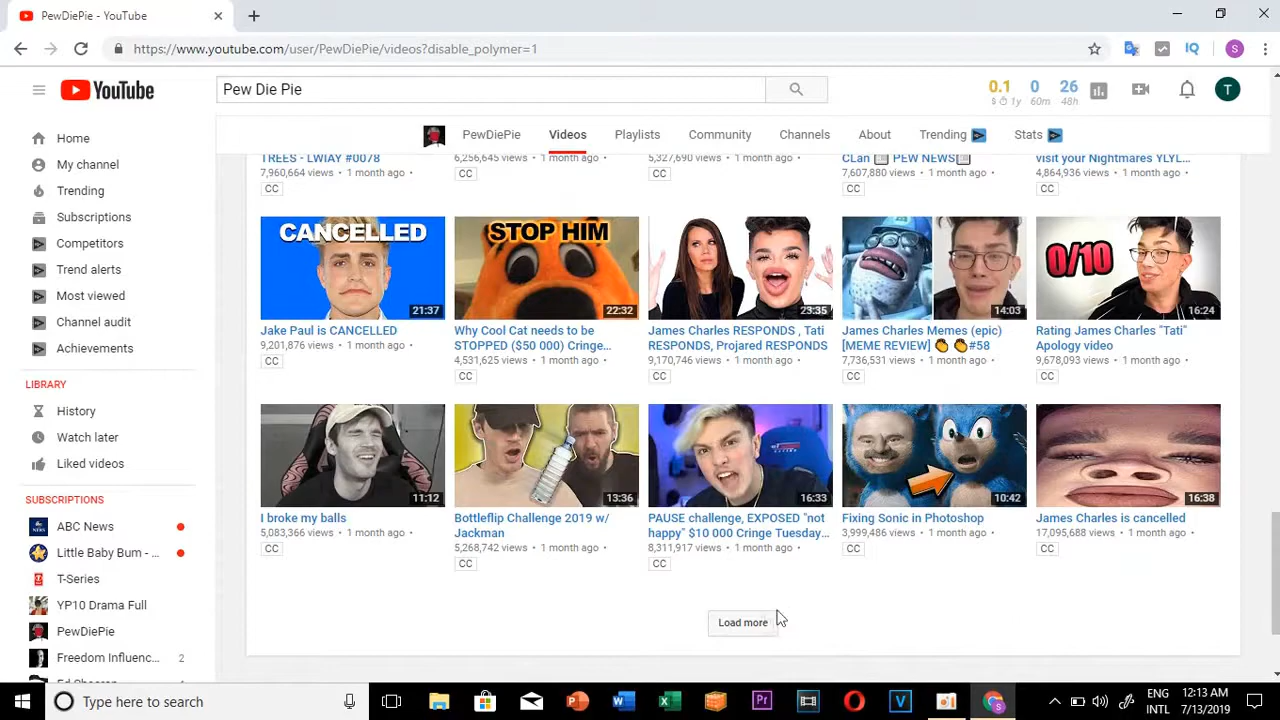 PewDiePie - YouTube
https://www.youtube.com/user/PewDiePie/videos?disable_polymer=1
YouTube
Pew Die Pie
0.1 0 26
1y 60m 48h
T
S
PewDiePie Videos Playlists Community Channels About Trending Stats
Home
My channel
Trending
Subscriptions
Competitors
Trend alerts
Most viewed
Channel audit
Achievements
LIBRARY
History
Watch later
Liked videos
SUBSCRIPTIONS
ABC News
Little Baby Bum - ...
T-Series
YP10 Drama Full
PewDiePie
Freedom Influenc... 2
TREES - LWIAY #0078
7,960,664 views • 1 month ago •
CC
6,256,645 views • 1 month ago •
CC
5,327,690 views • 1 month ago •
CC
CLan PEW NEWS
7,607,880 views • 1 month ago •
CC
visit your Nightmares YLYL...
4,864,936 views • 1 month ago •
CC
CANCELLED
21:37
Jake Paul is CANCELLED
9,201,876 views • 1 month ago •
CC
STOP HIM
22:32
Why Cool Cat needs to be
STOPPED ($50 000) Cringe...
4,531,625 views • 1 month ago •
CC
23:35
James Charles RESPONDS , Tati
RESPONDS, Projared RESPONDS
9,170,746 views • 1 month ago •
CC
14:03
James Charles Memes (epic)
[MEME REVIEW] 👏 👏#58
7,736,531 views • 1 month ago •
CC
0/10
16:24
Rating James Charles "Tati"
Apology video
9,678,093 views • 1 month ago •
CC
11:12
I broke my balls
5,083,366 views • 1 month ago •
CC
13:36
Bottleflip Challenge 2019 w/
Jackman
5,268,742 views • 1 month ago •
CC
16:33
PAUSE challenge, EXPOSED "not
happy" $10 000 Cringe Tuesday...
8,311,917 views • 1 month ago •
CC
10:42
Fixing Sonic in Photoshop
3,999,486 views • 1 month ago •
CC
16:38
James Charles is cancelled
17,095,688 views • 1 month ago •
CC
Load more
Type here to search
ENG
INTL
12:13 AM
7/13/2019